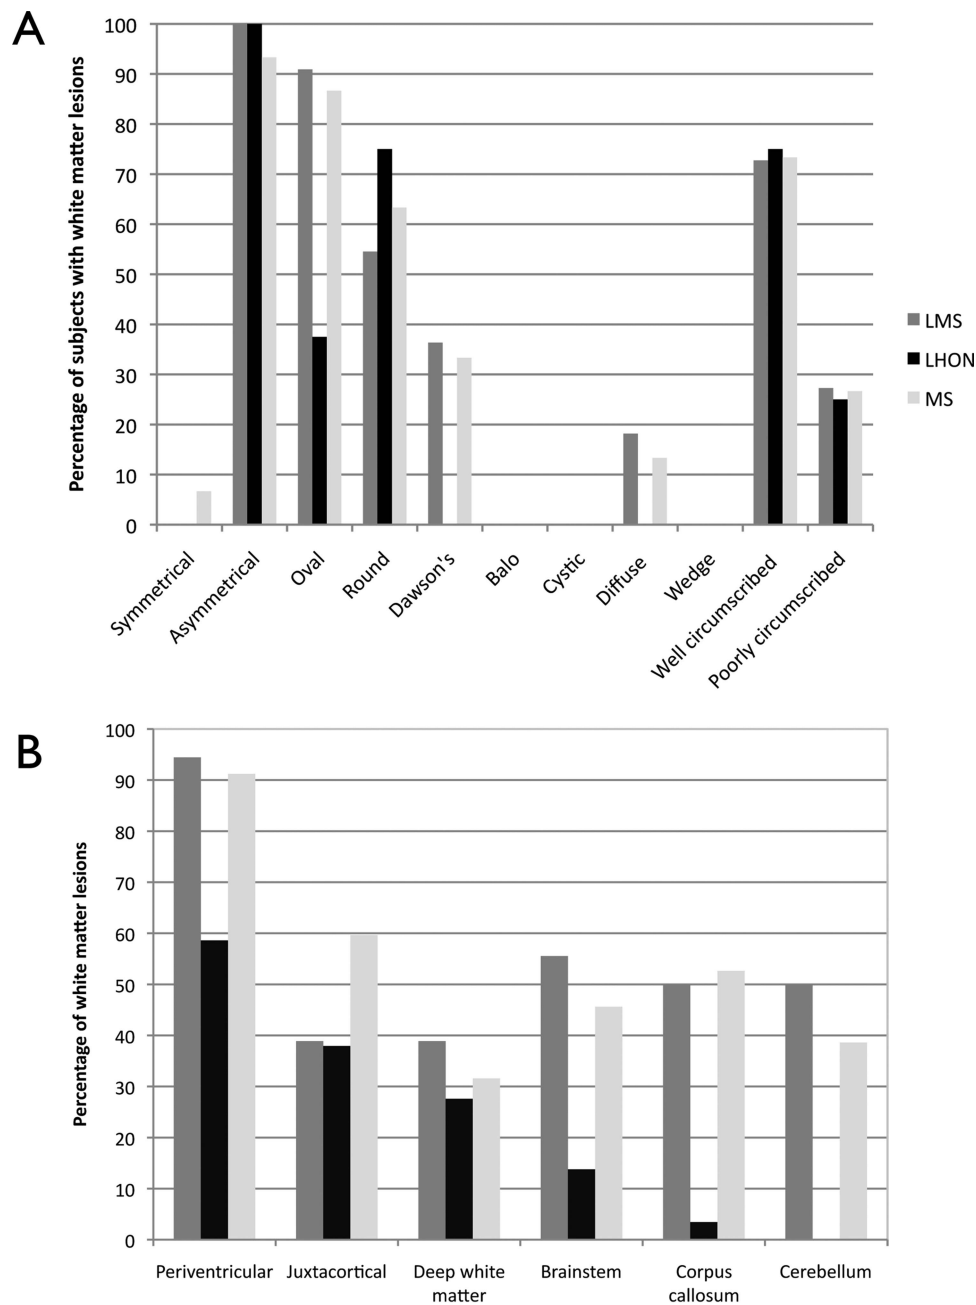 A
Percentage of subjects with white matter lesions
100
90
80
70
60
50
40
30
20
10
0
Symmetrical
Asymmetrical
Oval
Round
Dawson's
Balo
Cystic
Diffuse
Wedge
Well circumscribed
Poorly circumscribed
LMS
LHON
MS
B
Percentage of white matter lesions
100
90
80
70
60
50
40
30
20
10
0
Periventricular
Juxtacortical
Deep white
matter
Brainstem
Corpus
callosum
Cerebellum